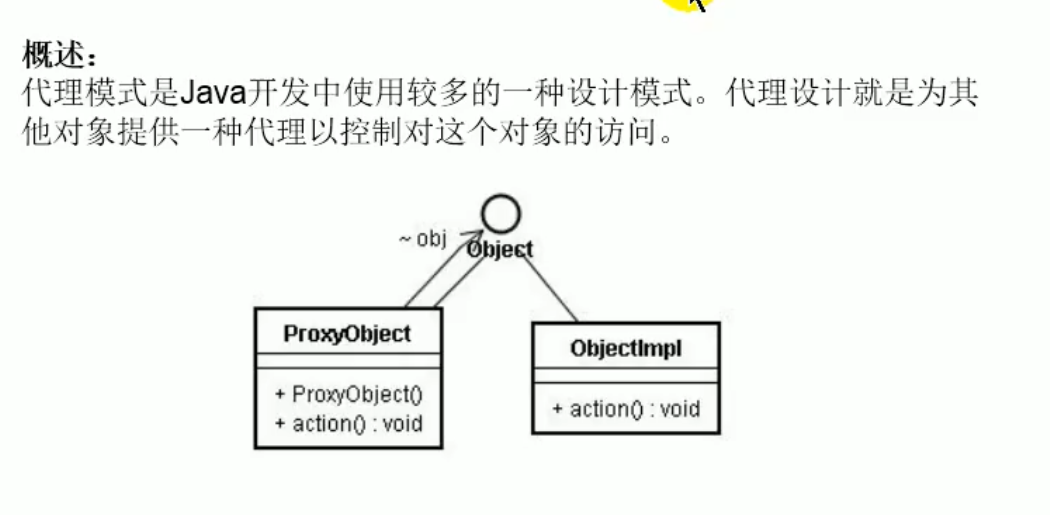 概述：
代理模式是Java开发中使用较多的一种设计模式。代理设计就是为其
他对象提供一种代理以控制对这个对象的访问。
~ obj
Object
ProxyObject
+ ProxyObject()
+ action() : void
ObjectImpl
+ action() : void